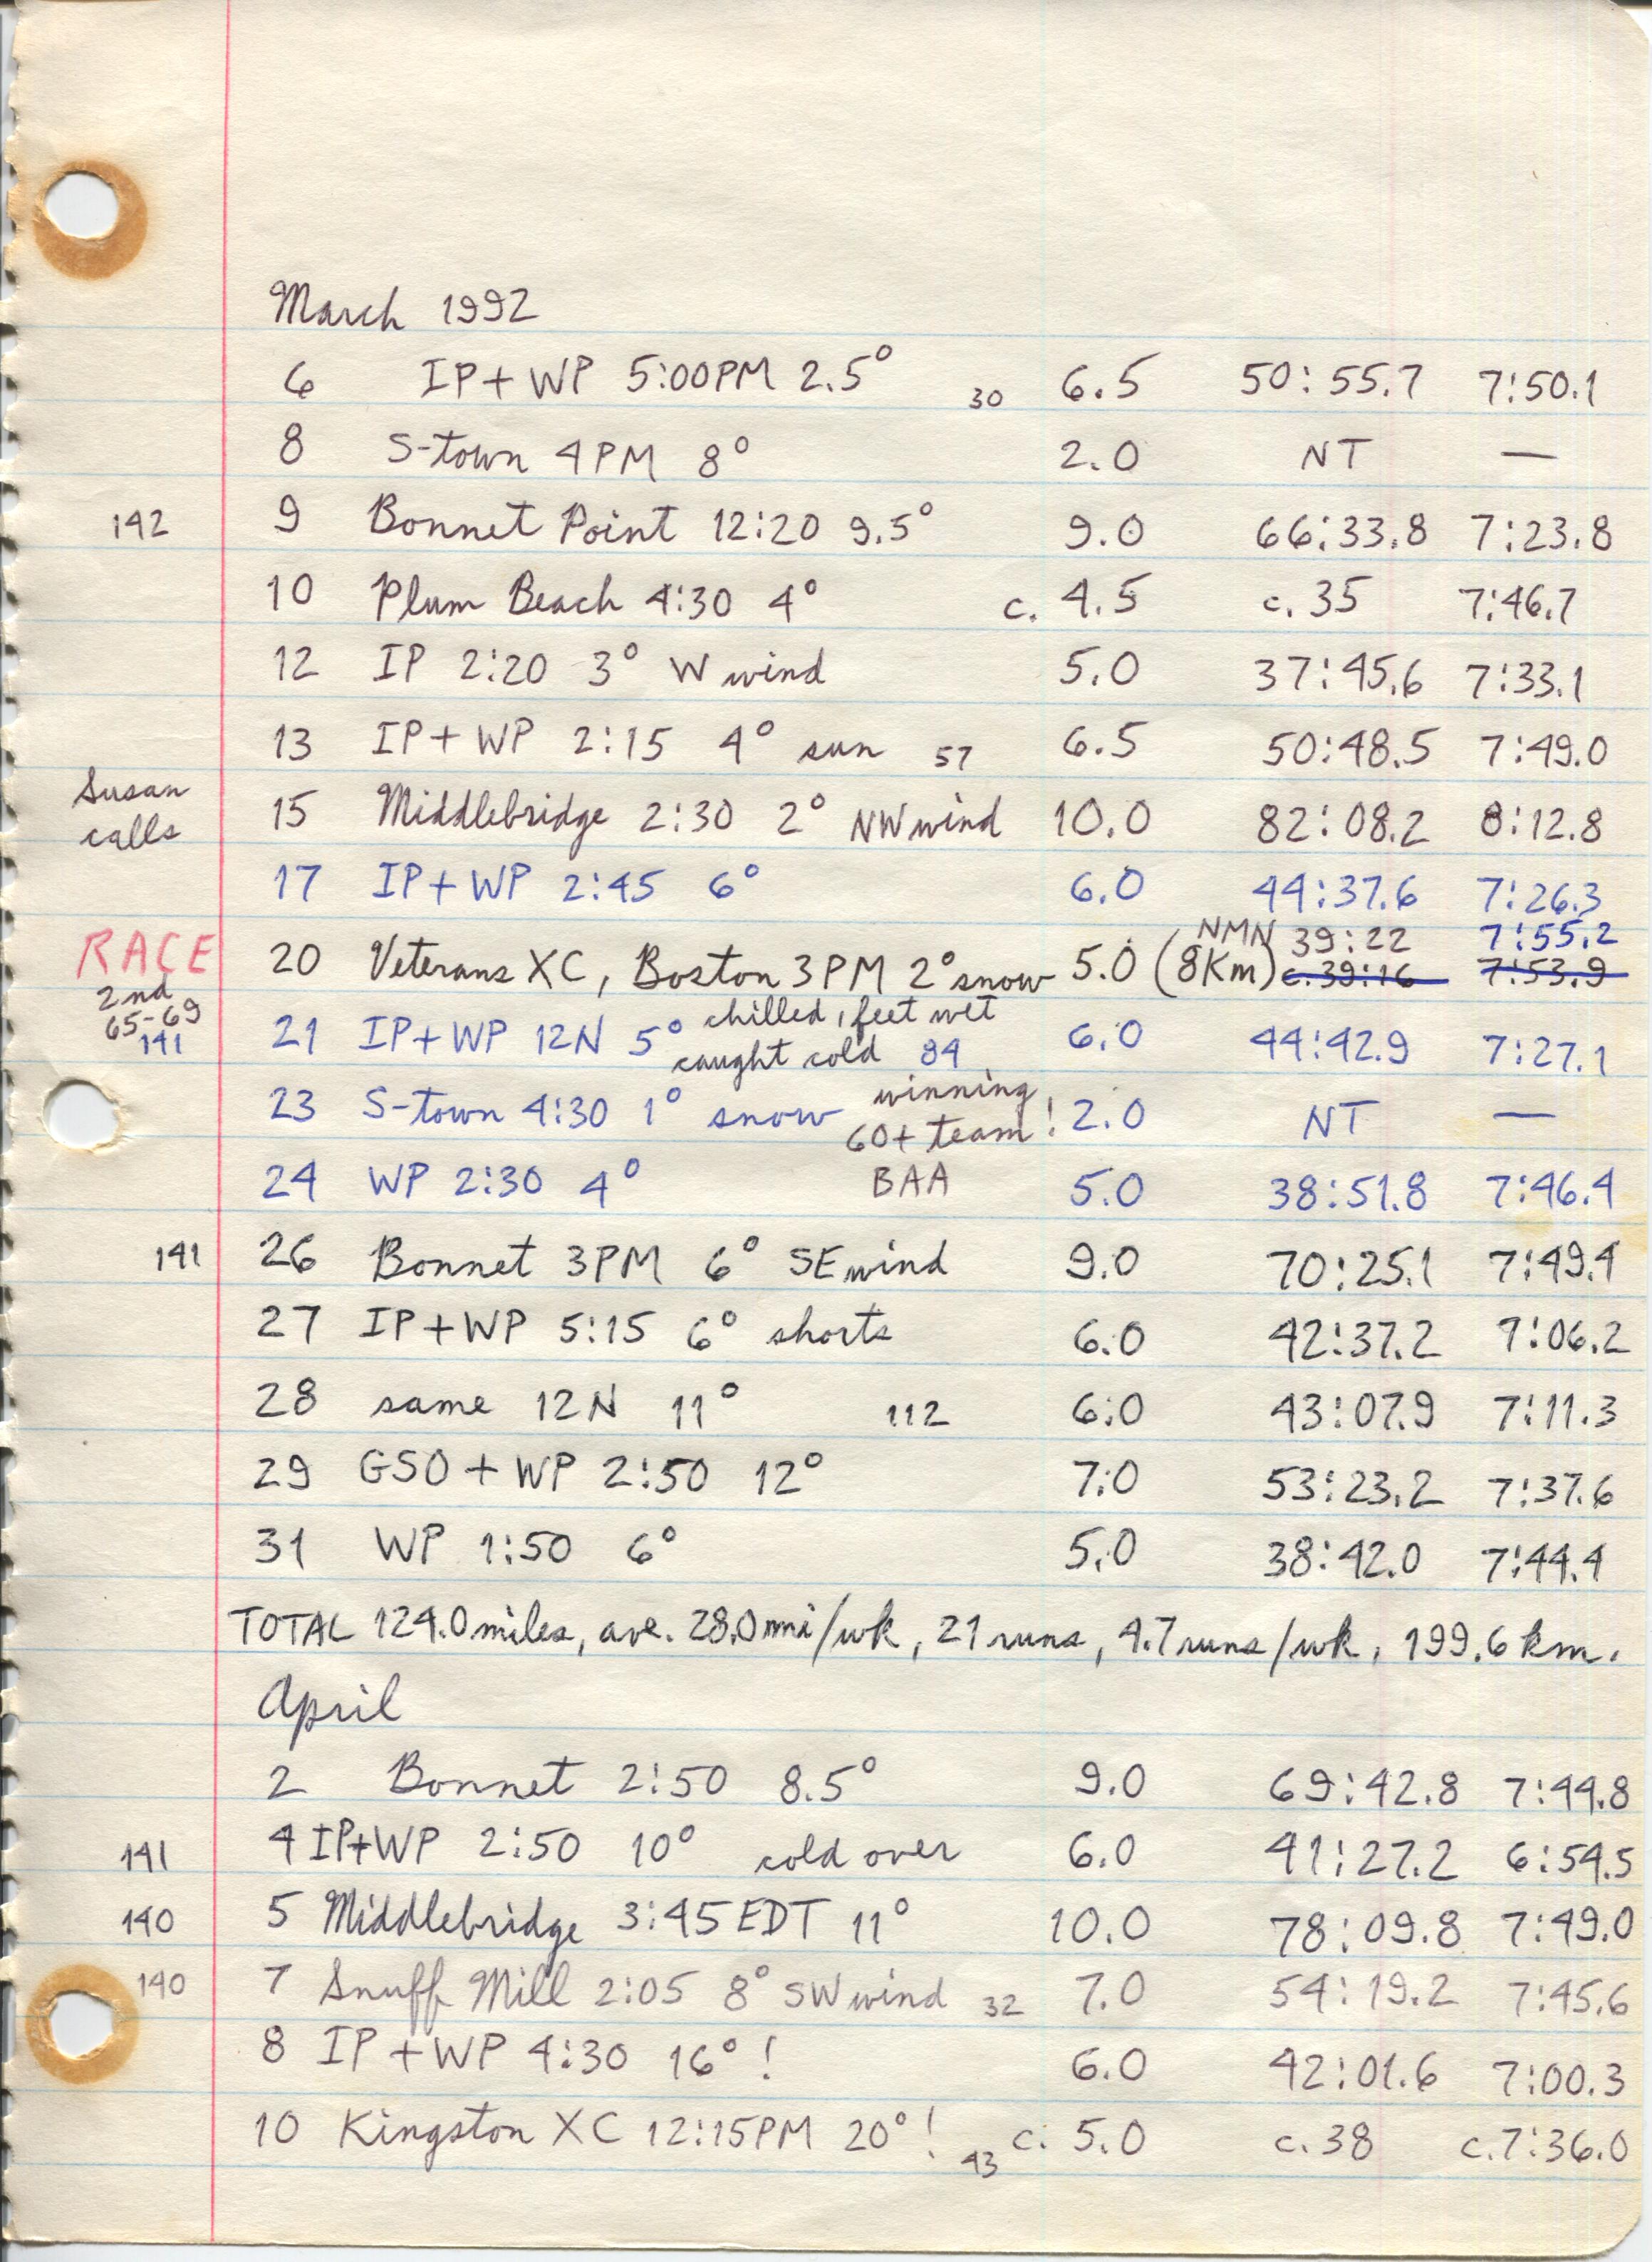 March 1992
6 IP+WP 5:00PM 2.5° 30 6.5 50:55.7 7:50.1
8 S-town 4PM 8° 2.0 NT —
142 9 Bonnet Point 12:20 9.5° 9.0 66:33.8 7:23.8
10 Plum Beach 4:30 4° c. 4.5 c. 35 7:46.7
12 IP 2:20 3° W wind 5.0 37:45.6 7:33.1
13 IP+WP 2:15 4° sun 57 6.5 50:48.5 7:49.0
Susan calls 15 Middlebridge 2:30 2° NW wind 10.0 82:08.2 8:12.8
17 IP+WP 2:45 6° 6.0 44:37.6 7:26.3
RACE 20 Veterans XC, Boston 3PM 2° snow 5.0 (8Km) NMN 39:22 7:55.2
c. 39:16 7:53.9
2nd
65-69
141 21 IP+WP 12N 5° chilled, feet wet caught cold 84 6.0 44:42.9 7:27.1
23 S-town 4:30 1° snow winning 60+ team! 2.0 NT —
24 WP 2:30 4° BAA 5.0 38:51.8 7:46.4
141 26 Bonnet 3PM 6° SE wind 9.0 70:25.1 7:49.4
27 IP+WP 5:15 6° shorts 6.0 42:37.2 7:06.2
28 same 12N 11° 112 6.0 43:07.9 7:11.3
29 GSO+WP 2:50 12° 7.0 53:23.2 7:37.6
31 WP 1:50 6° 5.0 38:42.0 7:44.4
TOTAL 124.0 miles, ave. 28.0 mi/wk, 21 runs, 4.7 runs/wk, 199.6 km.
April
2 Bonnet 2:50 8.5° 9.0 69:42.8 7:44.8
141 4 IP+WP 2:50 10° cold over 6.0 41:27.2 6:54.5
140 5 Middlebridge 3:45 EDT 11° 10.0 78:09.8 7:49.0
140 7 Snuff Mill 2:05 8° SW wind 32 7.0 54:19.2 7:45.6
8 IP+WP 4:30 16°! 6.0 42:01.6 7:00.3
10 Kingston XC 12:15PM 20°! 43 c. 5.0 c. 38 c. 7:36.0